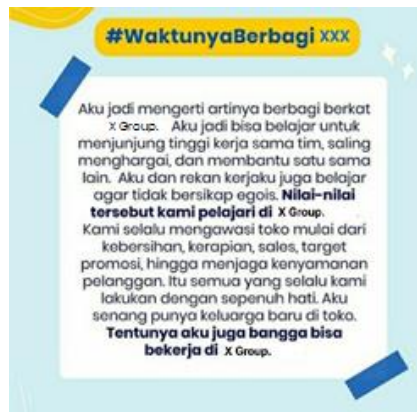 #WaktunyaBerbagi XXX
Aku jadi mengerti artinya berbagi berkat
X Group. Aku jadi bisa belajar untuk
menjunjung tinggi kerja sama tim, saling
menghargai, dan membantu satu sama
lain. Aku dan rekan kerjaku juga belajar
agar tidak bersikap egois. Nilai-nilai
tersebut kami pelajari di X Group.
Kami selalu mengawasi toko mulai dari
kebersihan, kerapian, sales, target
promosi, hingga menjaga kenyamanan
pelanggan. Itu semua yang selalu kami
lakukan dengan sepenuh hati. Aku
senang punya keluarga baru di toko.
Tentunya aku juga bangga bisa
bekerja di X Group.